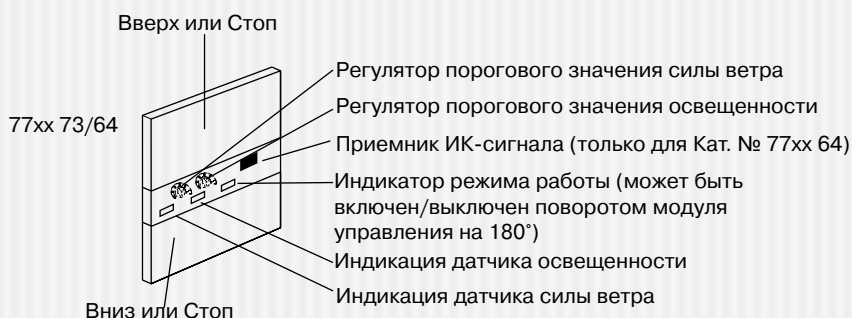 Вверх или Стоп
Регулятор порогового значения силы ветра
Регулятор порогового значения освещенности
77xx 73/64
Приемник ИК-сигнала (только для Кат. № 77xx 64)
Индикатор режима работы (может быть
включен/выключен поворотом модуля
управления на 180°)
Индикация датчика освещенности
Индикация датчика силы ветра
Вниз или Стоп